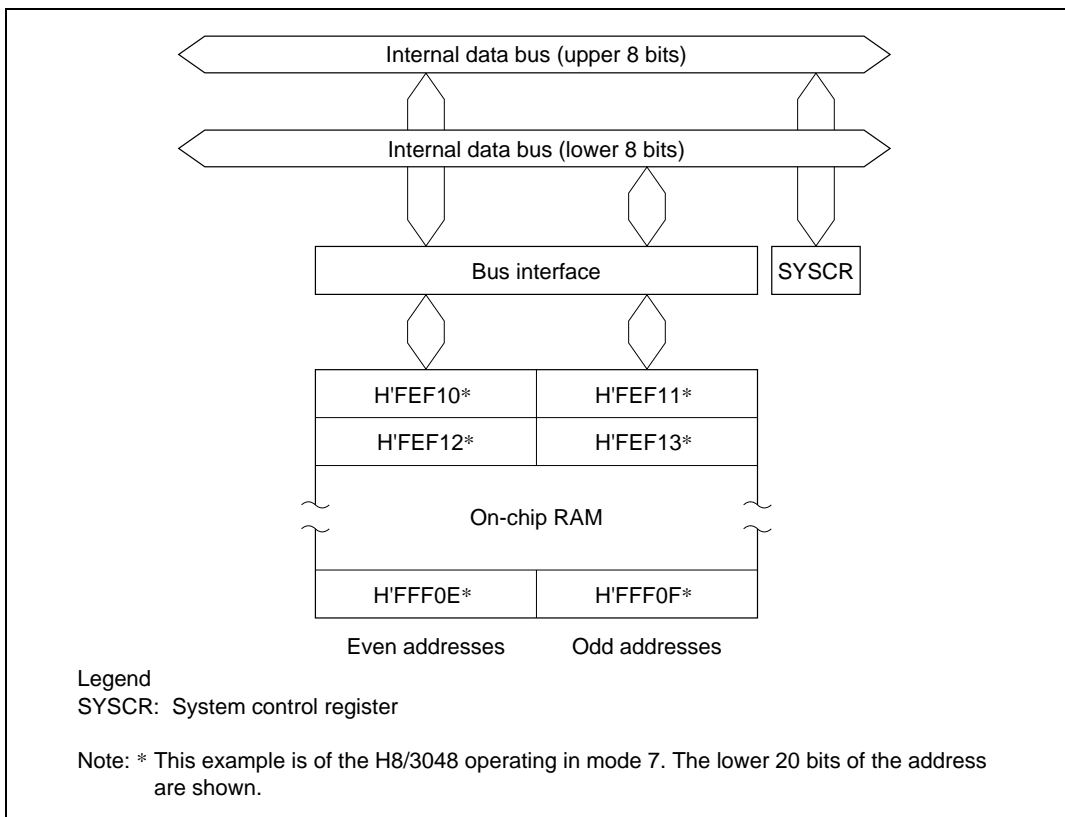 Internal data bus (upper 8 bits)
Internal data bus (lower 8 bits)
Bus interface
SYSCR
H'FEF10*
H'FEF11*
H'FEF12*
H'FEF13*
On-chip RAM
H'FFF0E*
H'FFF0F*
Even addresses
Odd addresses
Legend
SYSCR: System control register
Note: * This example is of the H8/3048 operating in mode 7. The lower 20 bits of the address
are shown.